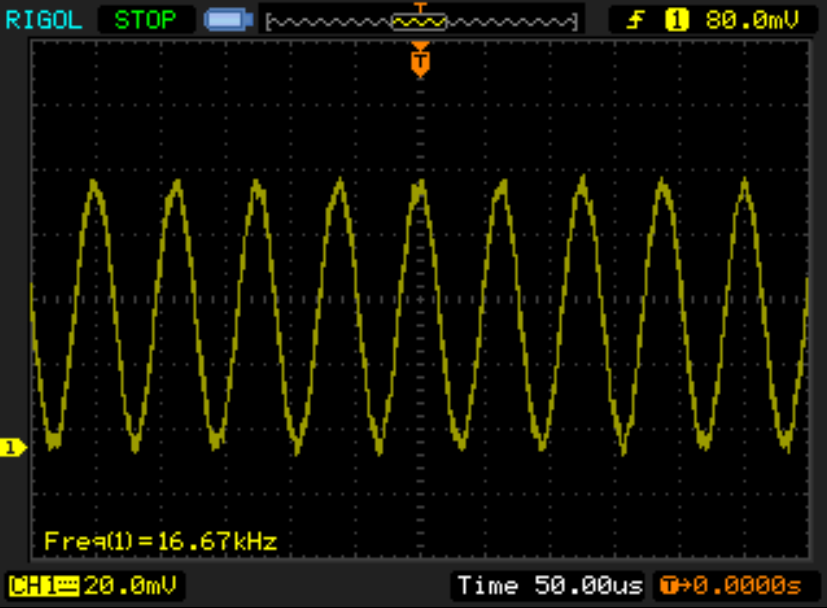 RIGOL STOP T 1 80.0mV
T
1
Freq(1)=16.67kHz
CH1 20.0mV Time 50.00us T→0.0000s